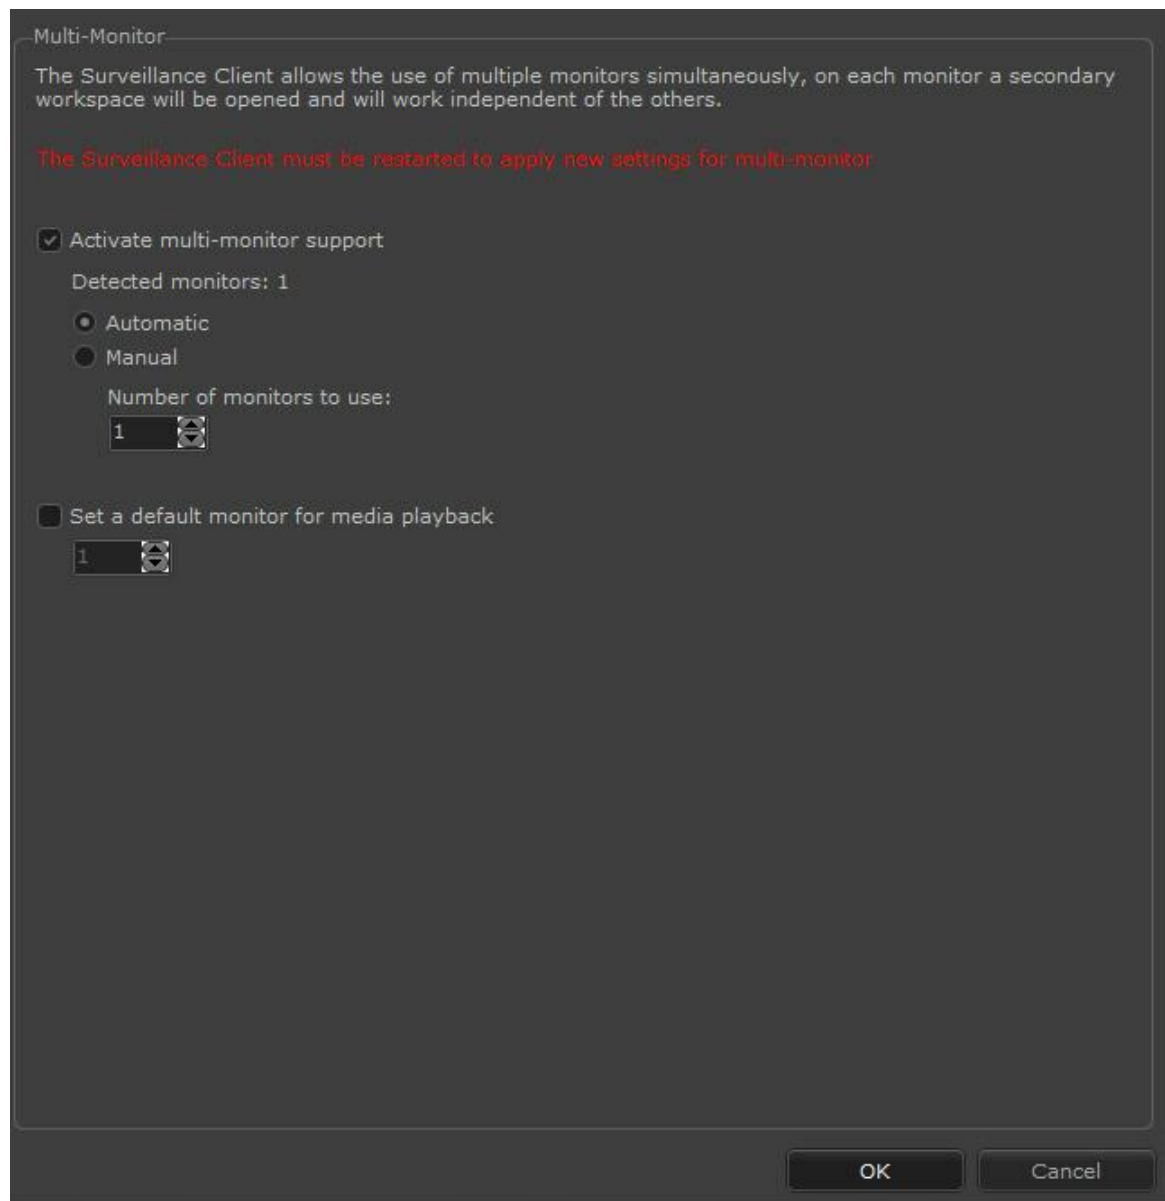 Multi-Monitor
The Surveillance Client allows the use of multiple monitors simultaneously, on each monitor a secondary
workspace will be opened and will work independent of the others.
The Surveillance Client must be restarted to apply new settings for multi-monitor
Activate multi-monitor support
Detected monitors: 1
Automatic
Manual
Number of monitors to use:
1
Set a default monitor for media playback
1
OK Cancel